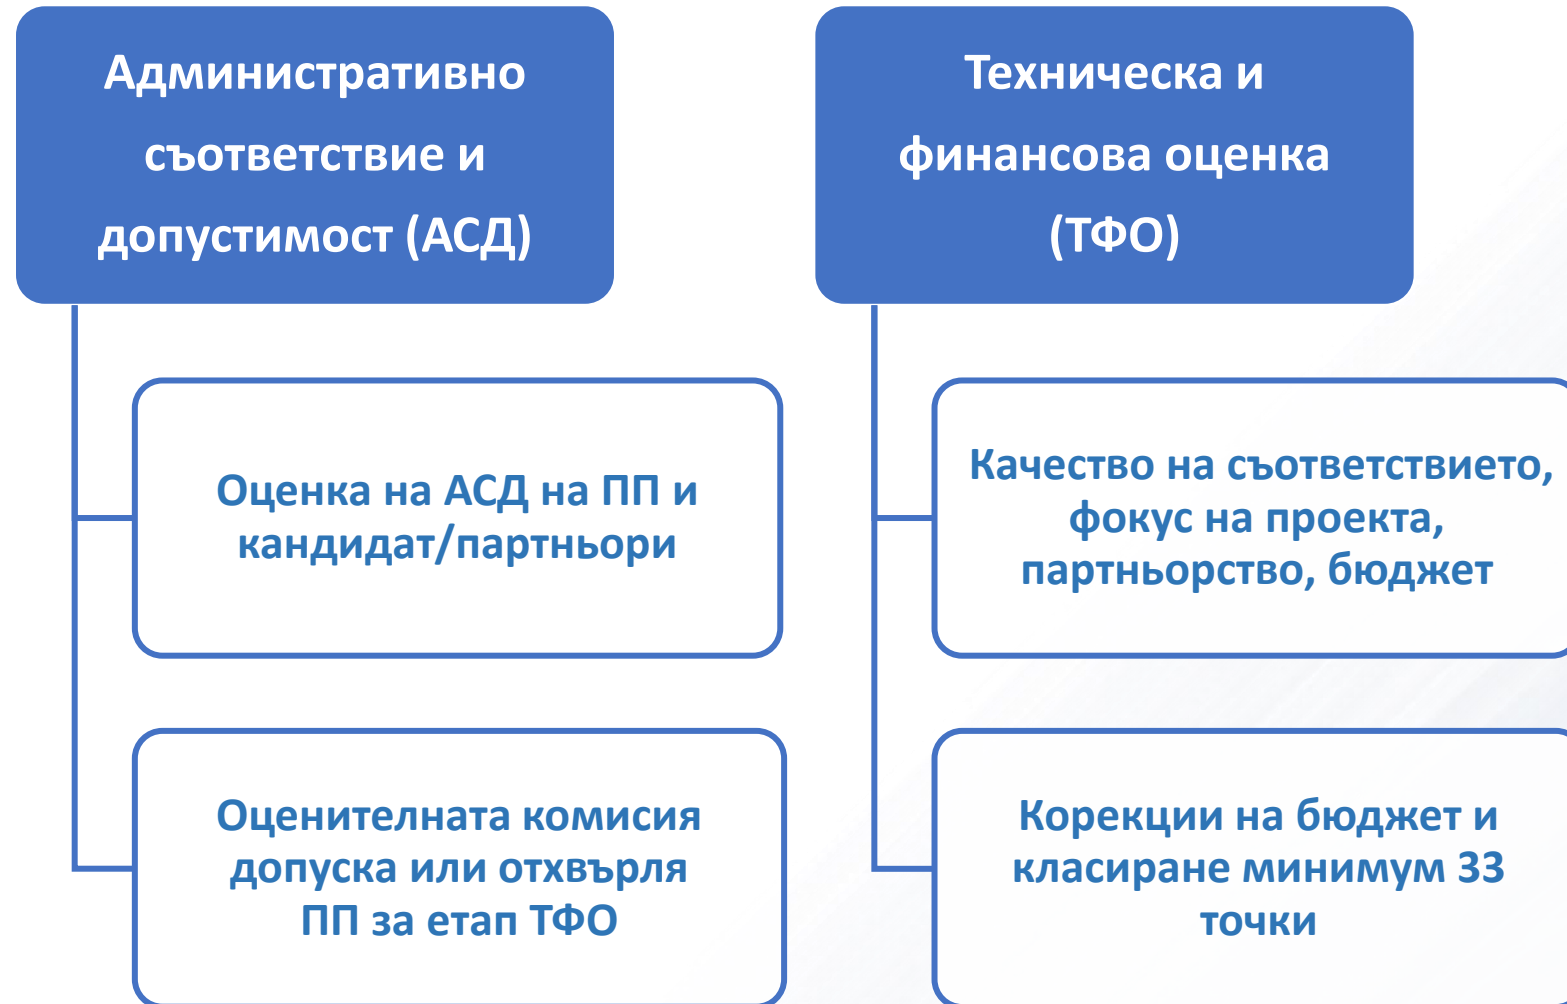 Административно
съответствие и
допустимост (АСД)
Оценка на АСД на ПП и
кандидат/партньори
Оценителната комисия
допуска или отхвърля
ПП за етап ТФО
Техническа и
финансова оценка
(ТФО)
Качество на съответствието,
фокус на проекта,
партньорство, бюджет
Корекции на бюджет и
класиране минимум 33
точки